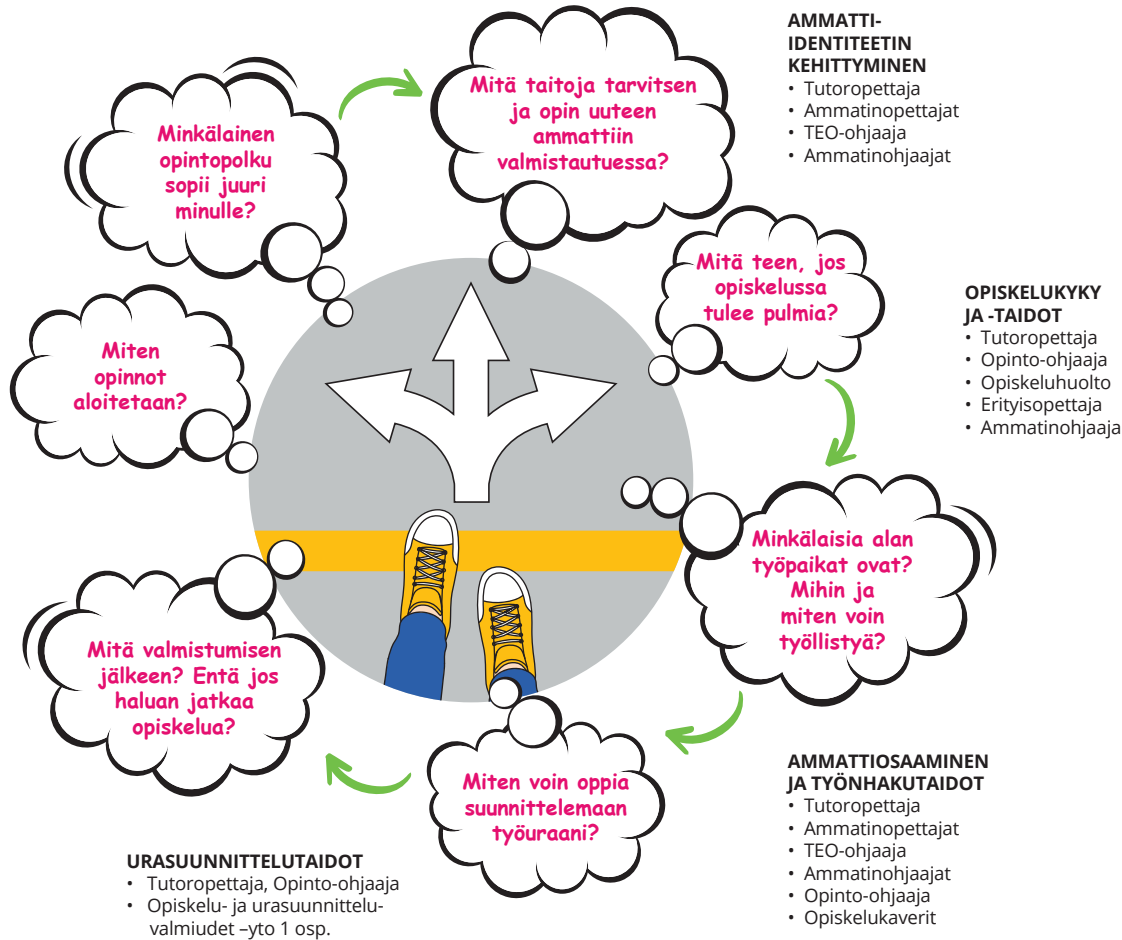 Miten
opinnot
aloitetaan?
Minkälainen
opintopolku
sopii juuri
minulle?
Mitä taitoja tarvitsen
ja opin uuteen
ammattiin
valmistautuessa?
AMMATTI-
IDENTITEETIN
KEHITTYMINEN
• Tutoropettaja
• Ammatinopettajat
• TEO-ohjaaja
• Ammatinohjaajat
Mitä teen, jos
opiskelussa
tulee pulmia?
OPISKELUKYKY
JA -TAIDOT
• Tutoropettaja
• Opinto-ohjaaja
• Opiskeluhuolto
• Erityisopettaja
• Ammatinohjaaja
Minkälaisia alan
työpaikat ovat?
Mihin ja
miten voin
työllistyä?
AMMATTIOSAAMINEN
JA TYÖNHAKUTAIDOT
• Tutoropettaja
• Ammatinopettajat
• TEO-ohjaaja
• Ammatinohjaajat
• Opinto-ohjaaja
• Opiskelukaverit
Miten voin oppia
suunnittelemaan
työuraani?
URASUUNNITTELUTAIDOT
• Tutoropettaja, Opinto-ohjaaja
• Opiskelu- ja urasuunnittelu-
valmiudet –yto 1 osp.
Mitä valmistumisen
jälkeen? Entä jos
haluan jatkaa
opiskelua?